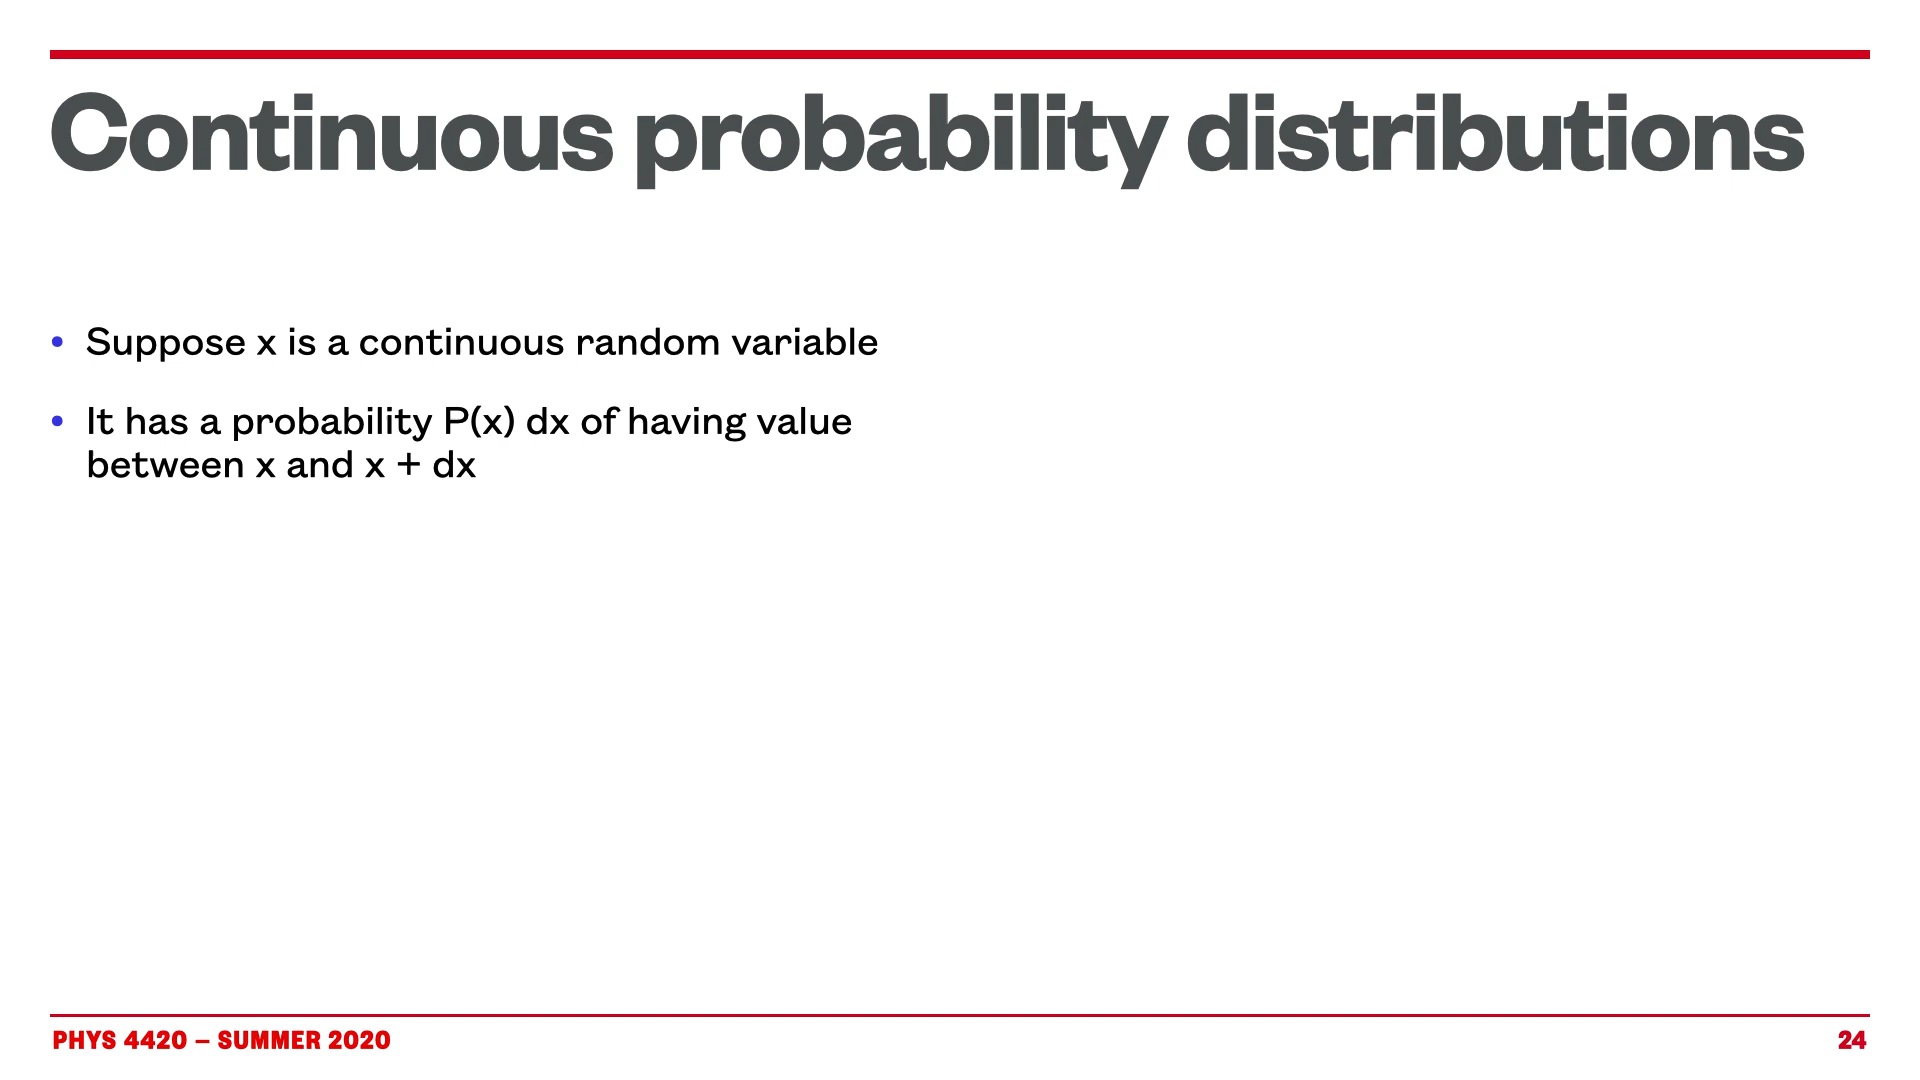 Continuous probability distributions
• Suppose x is a continuous random variable
• It has a probability P(x) dx of having value
between x and x + dx
PHYS 4420 – SUMMER 2020
24